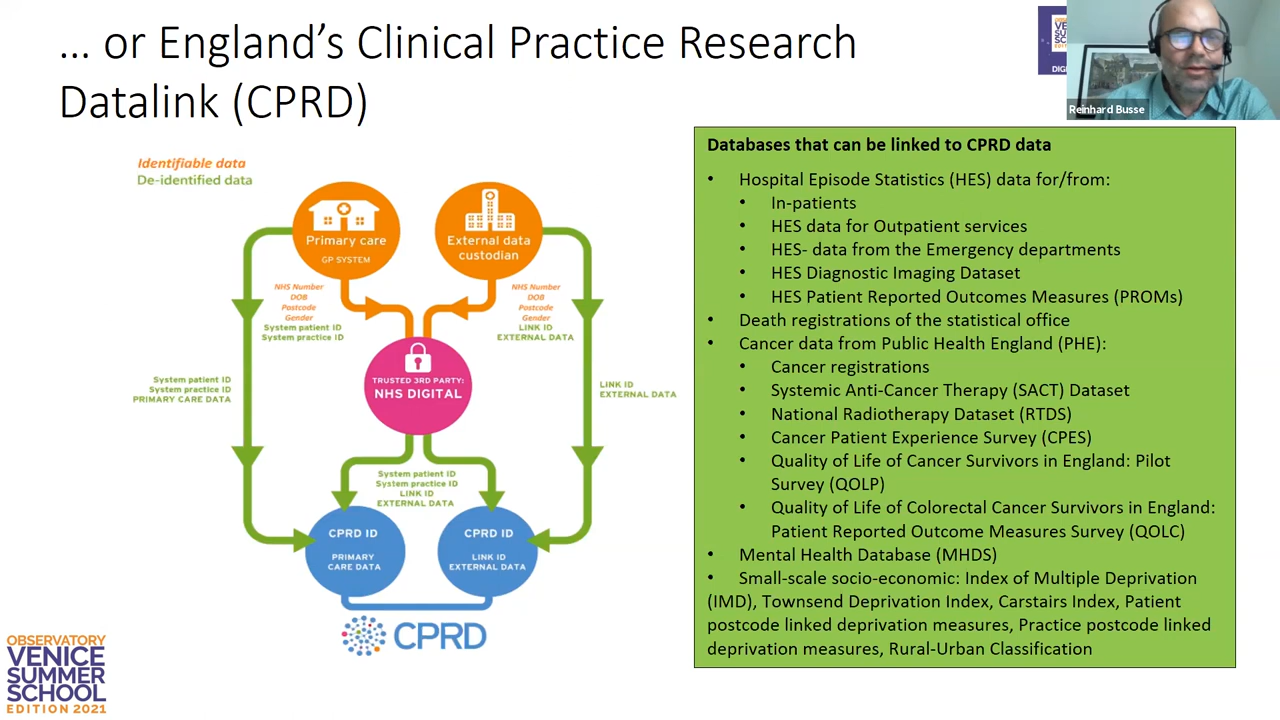 … or England’s Clinical Practice Research
Datalink (CPRD)
OBSERVATORY
VENICE
SUMMER
SCHOOL
DIGI
Reinhard Busse
Identifiable data
De-identified data
Primary care
GP SYSTEM
External data
custodian
NHS Number
DOB
Postcode
Gender
System patient ID
System practice ID
NHS Number
DOB
Postcode
Gender
LINK ID
EXTERNAL DATA
TRUSTED 3RD PARTY:
NHS DIGITAL
System patient ID
System practice ID
PRIMARY CARE DATA
LINK ID
EXTERNAL DATA
System patient ID
System practice ID
LINK ID
EXTERNAL DATA
CPRD ID
PRIMARY
CARE DATA
CPRD ID
LINK ID
EXTERNAL DATA
CPRD
Databases that can be linked to CPRD data
• Hospital Episode Statistics (HES) data for/from:
• In-patients
• HES data for Outpatient services
• HES- data from the Emergency departments
• HES Diagnostic Imaging Dataset
• HES Patient Reported Outcomes Measures (PROMs)
• Death registrations of the statistical office
• Cancer data from Public Health England (PHE):
• Cancer registrations
• Systemic Anti-Cancer Therapy (SACT) Dataset
• National Radiotherapy Dataset (RTDS)
• Cancer Patient Experience Survey (CPES)
• Quality of Life of Cancer Survivors in England: Pilot
Survey (QOLP)
• Quality of Life of Colorectal Cancer Survivors in England:
Patient Reported Outcome Measures Survey (QOLC)
• Mental Health Database (MHDS)
• Small-scale socio-economic: Index of Multiple Deprivation
(IMD), Townsend Deprivation Index, Carstairs Index, Patient
postcode linked deprivation measures, Practice postcode linked
deprivation measures, Rural-Urban Classification
OBSERVATORY
VENICE
SUMMER
SCHOOL
EDITION 2021